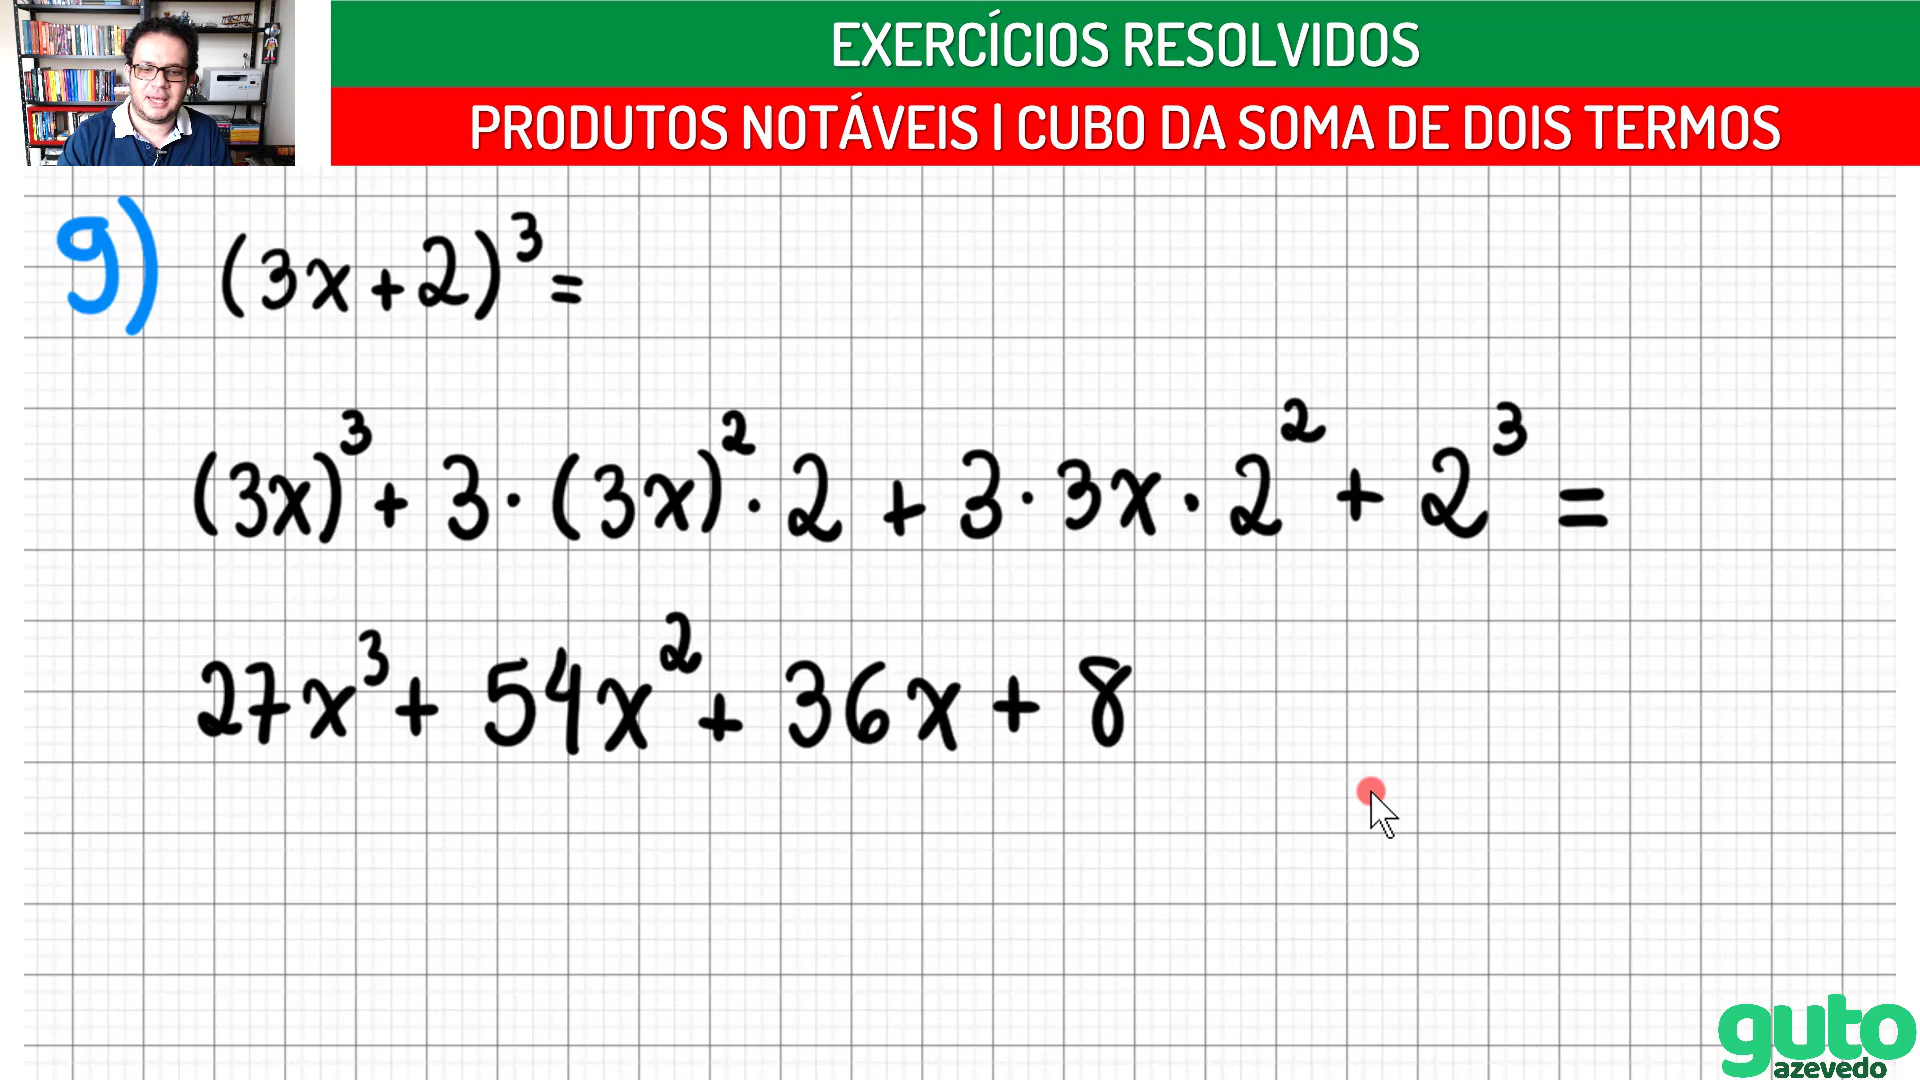 EXERCÍCIOS RESOLVIDOS
PRODUTOS NOTÁVEIS | CUBO DA SOMA DE DOIS TERMOS
g) (3x+2)³=
(3x)³ + 3·(3x)²·2 + 3·3x·2² + 2³ =
27x³ + 54x² + 36x + 8
guto
azevedo